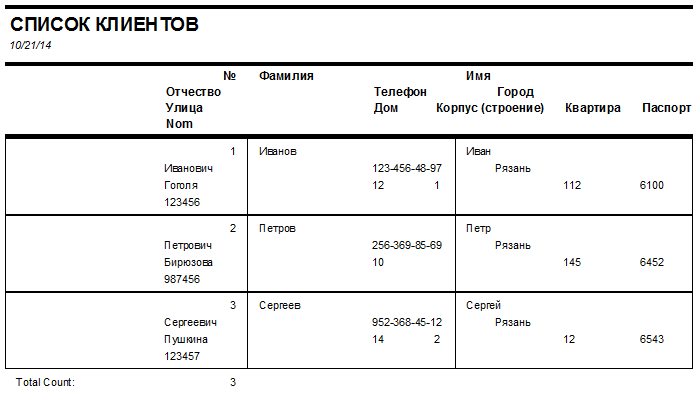 СПИСОК КЛИЕНТОВ
10/21/14
№ Фамилия Имя
Отчество Телефон Город
Улица Дом Корпус (строение) Квартира Паспорт
Nom
1 Иванов Иван
Иванович 123-456-48-97 Рязань
Гоголя 12 1 112 6100
123456
2 Петров Петр
Петрович 256-369-85-69 Рязань
Бирюзова 10 145 6452
987456
3 Сергеев Сергей
Сергеевич 952-368-45-12 Рязань
Пушкина 14 2 12 6543
123457
Total Count: 3